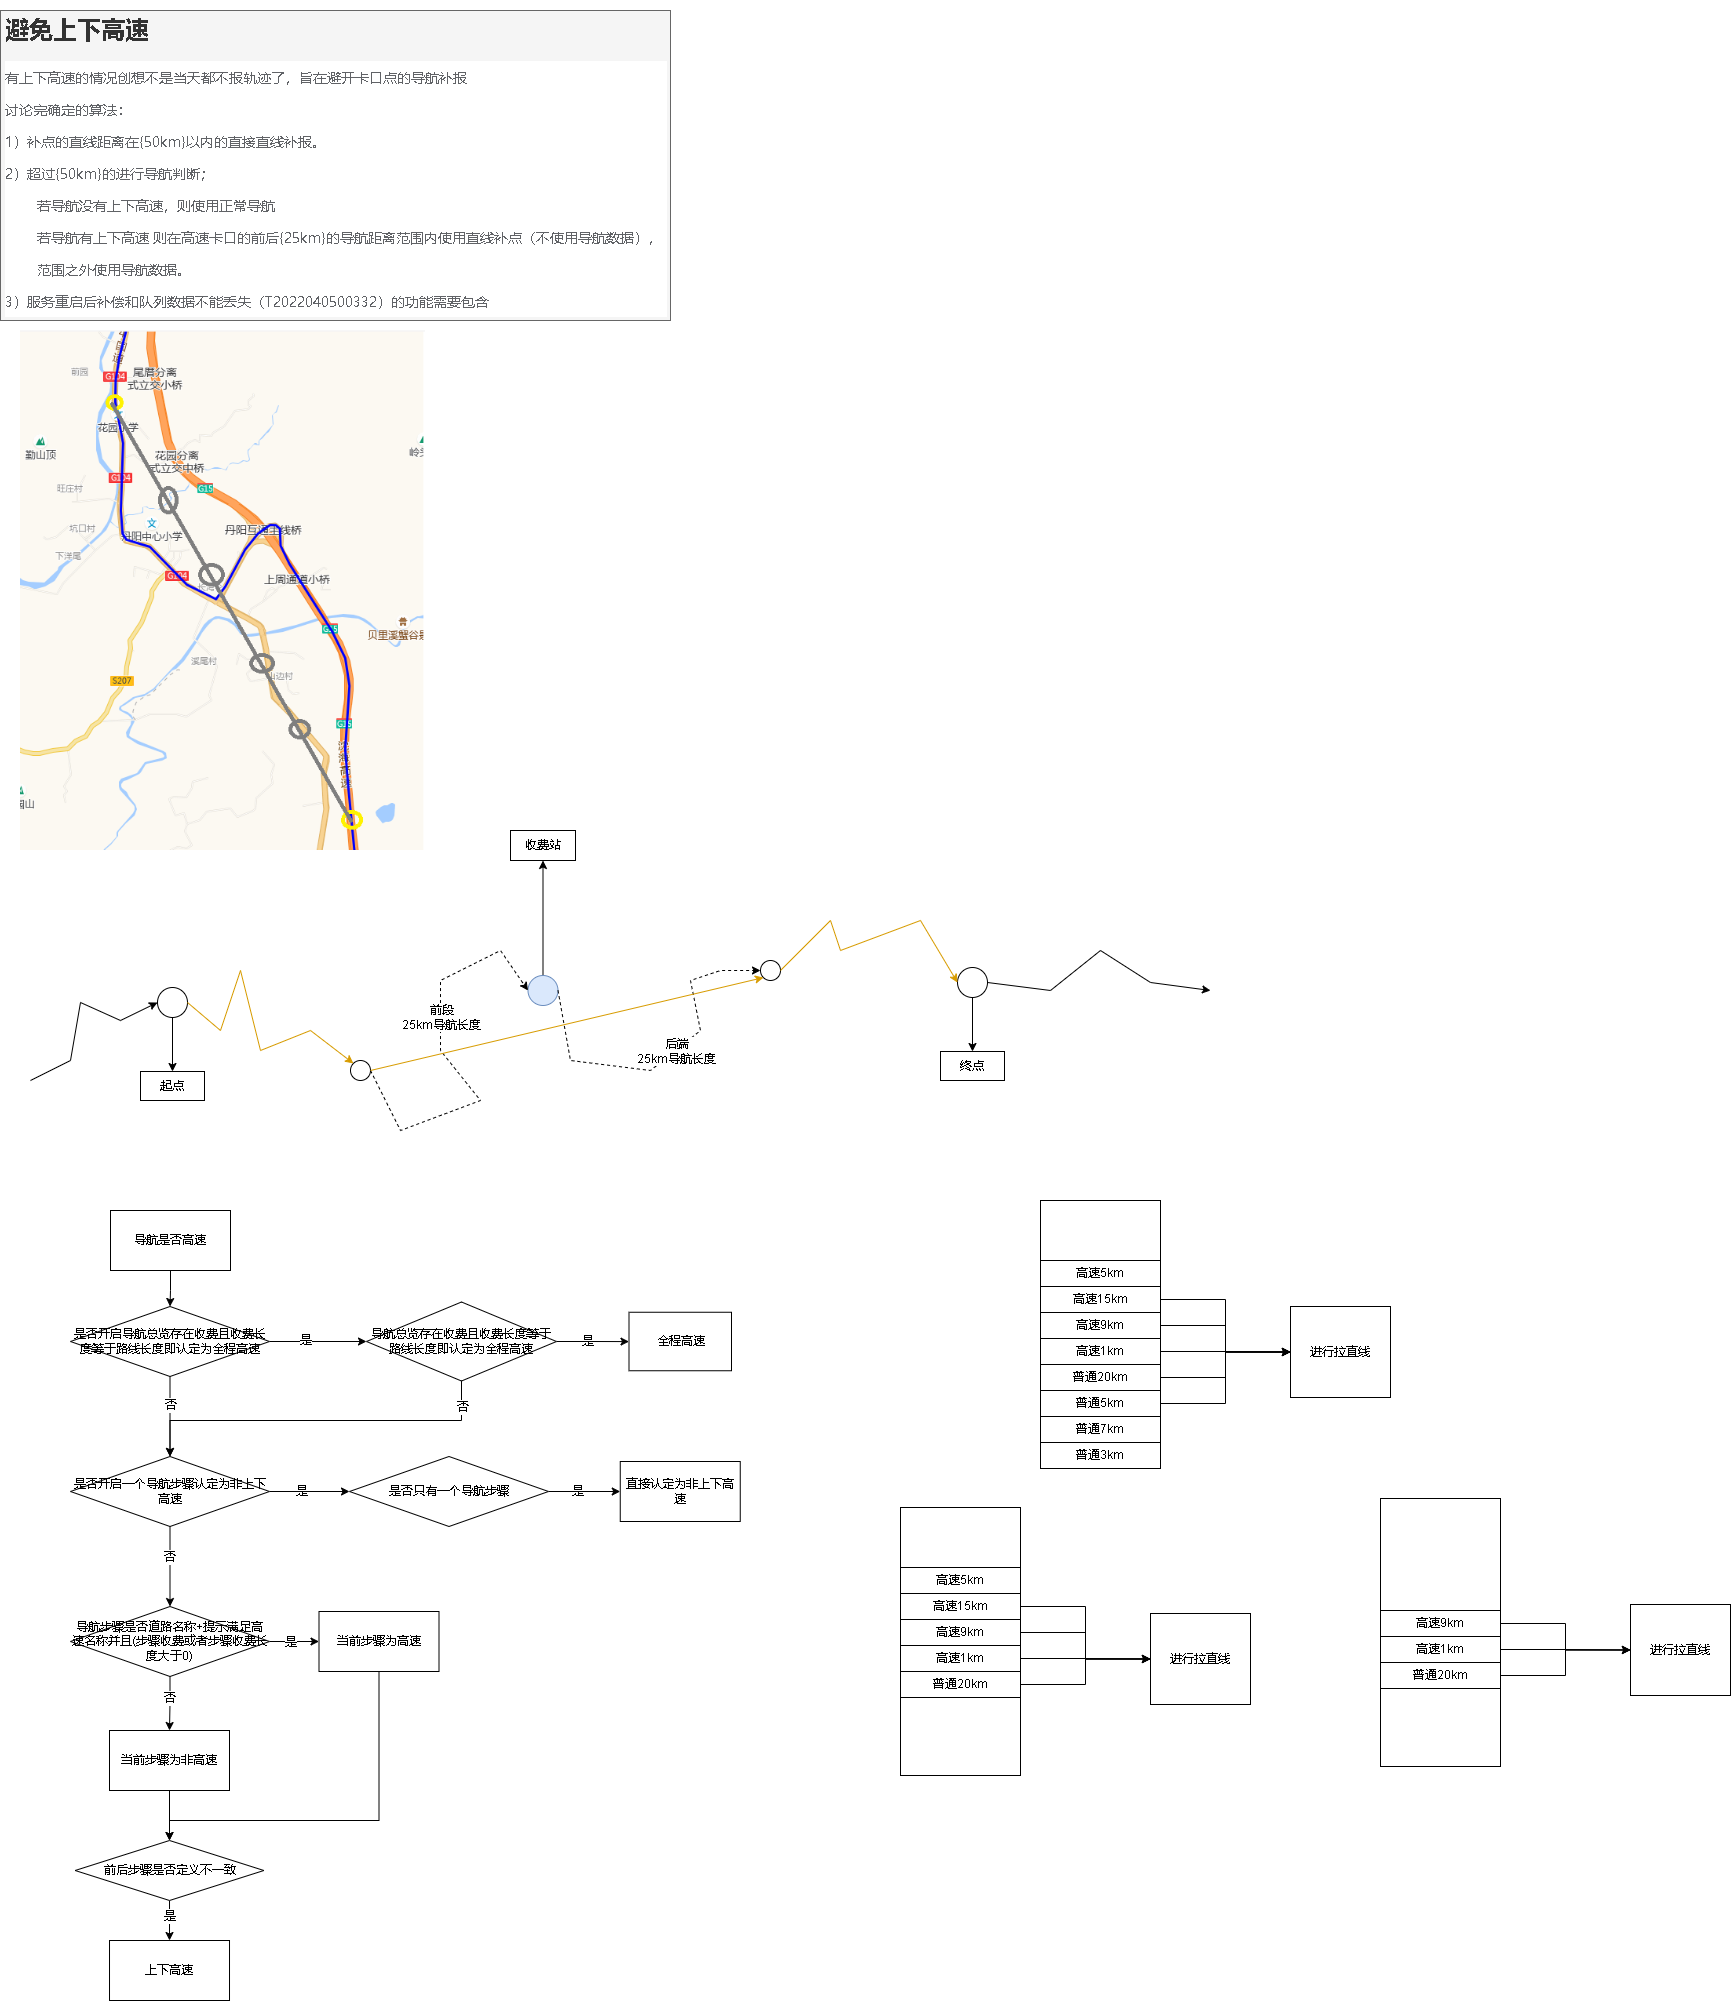 避免上下高速
有上下高速的情况创想不是当天都不报轨迹了，旨在避开卡口点的导航补报
讨论完确定的算法：
1）补点的直线距离在{50km}以内的直接直线补报。
2）超过{50km}的进行导航判断；
若导航没有上下高速，则使用正常导航
若导航有上下高速 则在高速卡口的前后{25km}的导航距离范围内使用直线补点（不使用导航数据），
范围之外使用导航数据。
3）服务重启后补偿和队列数据不能丢失（T2022040500332）的功能需要包含
前园
G104
尾厝分离
式立交小桥
勤山顶
花园分离
式立交中桥
G104
旺庄村
G15
坑口村
丹阳中心小学
丹阳互通主线桥
下洋尾
G104
上周通道小桥
贝里溪蟹谷景
溪尾村
山边村
S207
收费站
前段
25km导航长度
后端
25km导航长度
起点
终点
导航是否高速
是否开启导航总览存在收费且收费长
度等于路线长度即认定为全程高速
是
导航总览存在收费且收费长度等于
路线长度即认定为全程高速
是
全程高速
否
否
是否开启一个导航步骤认定为非上下
高速
是
是否只有一个导航步骤
是
直接认定为非上下高
速
否
导航步骤是否道路名称+提示满足高
速名称并且(步骤收费或者步骤收费长
度大于0)
是
当前步骤为高速
否
当前步骤为非高速
前后步骤是否定义不一致
是
上下高速
高速5km
高速15km
高速9km
高速1km
普通20km
普通5km
普通7km
普通3km
进行拉直线
高速5km
高速15km
高速9km
高速1km
普通20km
进行拉直线
高速9km
高速1km
普通20km
进行拉直线